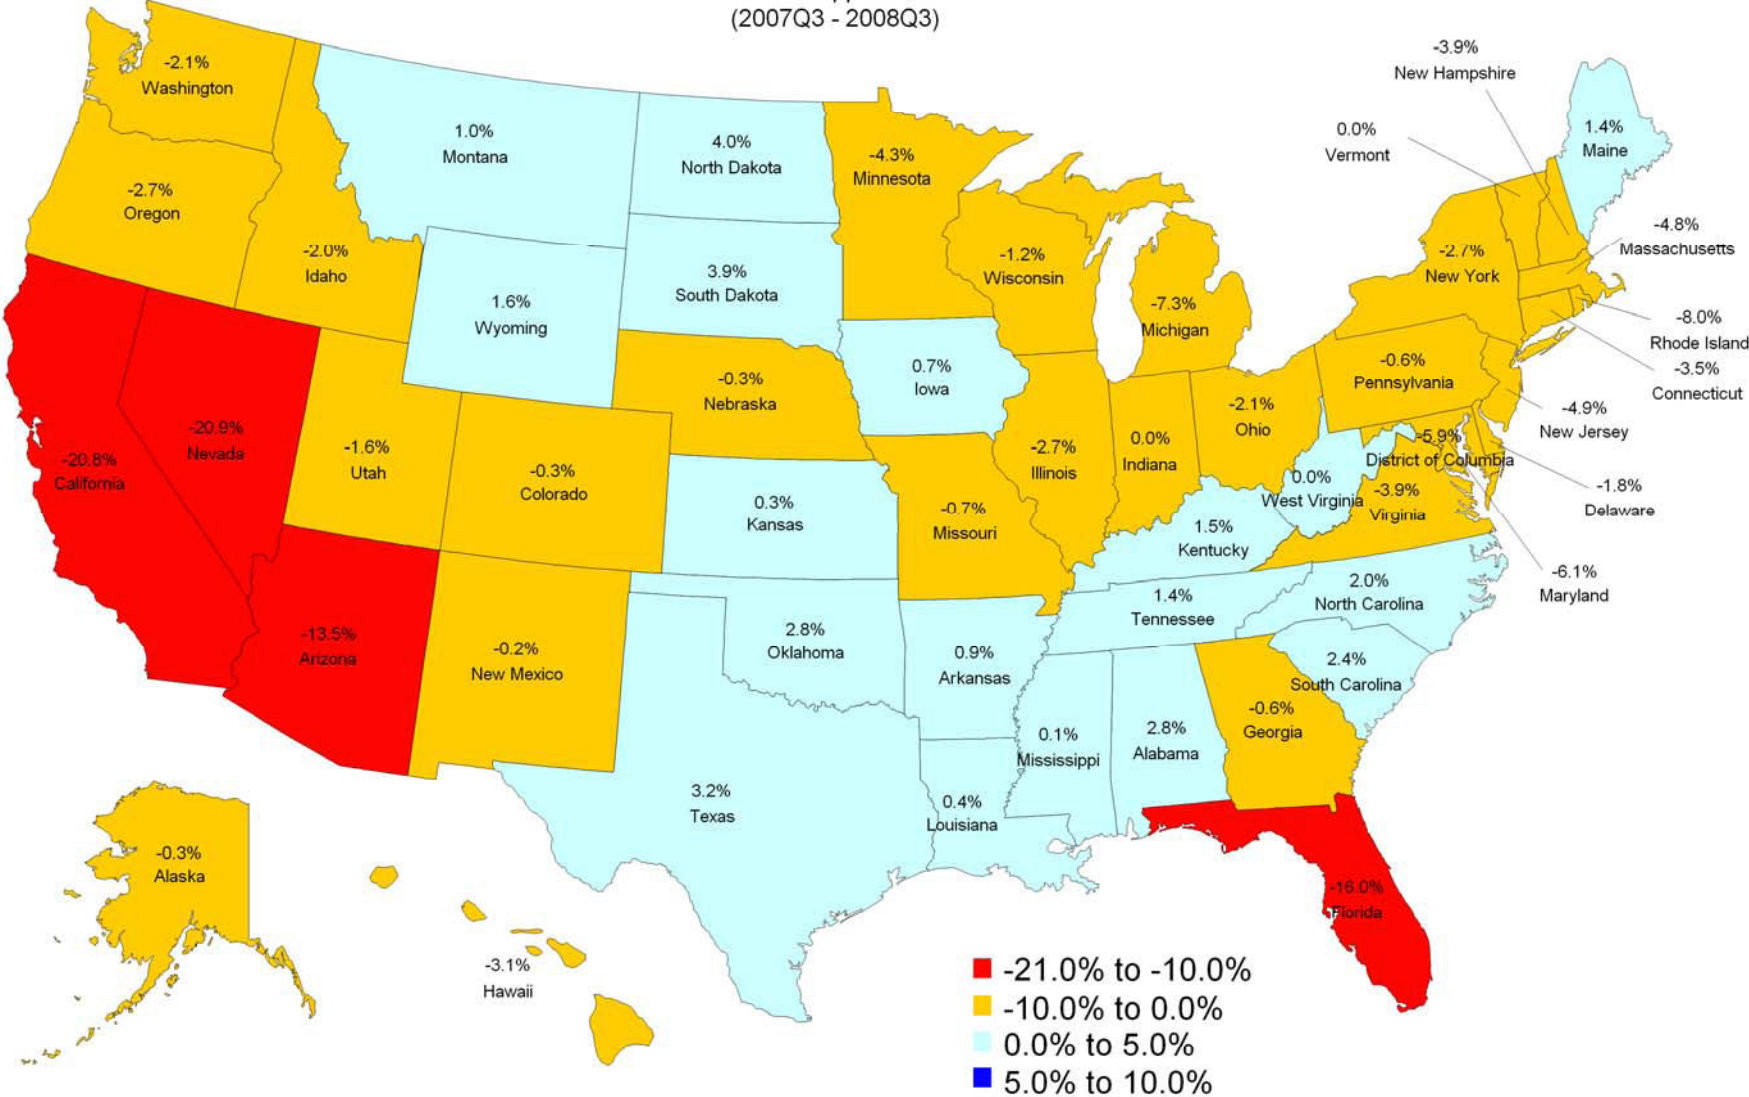 (2007Q3 - 2008Q3)
-3.9%
New Hampshire
-2.1%
Washington
1.0%
Montana
4.0%
North Dakota
-4.3%
Minnesota
0.0%
Vermont
1.4%
Maine
-2.7%
Oregon
-2.0%
Idaho
1.6%
Wyoming
3.9%
South Dakota
-1.2%
Wisconsin
-7.3%
Michigan
-2.7%
New York
-4.8%
Massachusetts
-8.0%
Rhode Island
-3.5%
Connecticut
-20.8%
California
-20.9%
Nevada
-1.6%
Utah
-0.3%
Colorado
-0.3%
Nebraska
0.7%
Iowa
-2.7%
Illinois
0.0%
Indiana
-2.1%
Ohio
-0.6%
Pennsylvania
-4.9%
New Jersey
-5.9%
District of Columbia
0.0%
West Virginia
-3.9%
Virginia
-1.8%
Delaware
-6.1%
Maryland
0.3%
Kansas
-0.7%
Missouri
1.5%
Kentucky
1.4%
Tennessee
2.0%
North Carolina
-13.5%
Arizona
-0.2%
New Mexico
2.8%
Oklahoma
0.9%
Arkansas
2.4%
South Carolina
3.2%
Texas
0.4%
Louisiana
0.1%
Mississippi
2.8%
Alabama
-0.6%
Georgia
-16.0%
Florida
-0.3%
Alaska
-3.1%
Hawaii
-21.0% to -10.0%
-10.0% to 0.0%
0.0% to 5.0%
5.0% to 10.0%